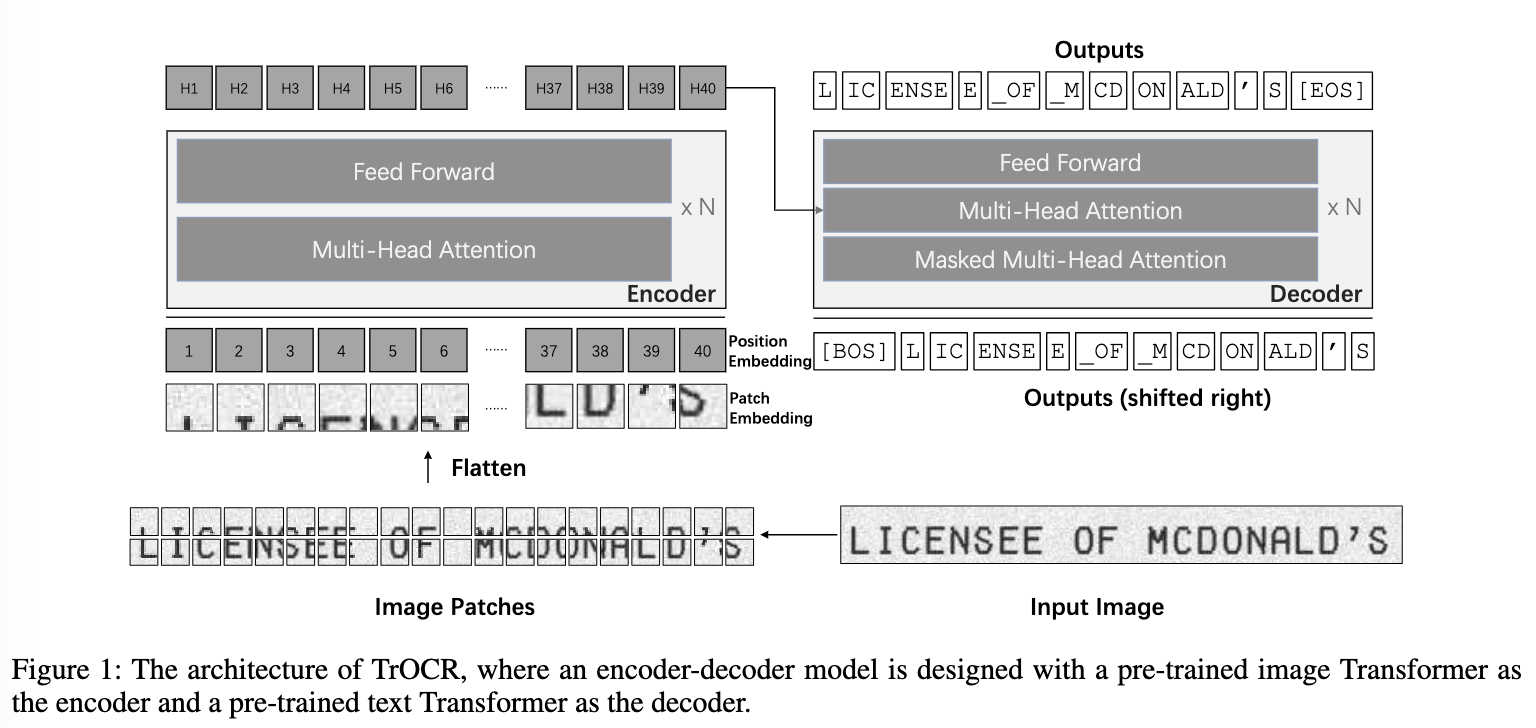 Outputs
H1 H2 H3 H4 H5 H6 ...... H37 H38 H39 H40
L IC ENSE E _OF _M CD ON ALD ’ S [EOS]
Feed Forward
Multi-Head Attention
x N
Encoder
Feed Forward
Multi-Head Attention
Masked Multi-Head Attention
x N
Decoder
1 2 3 4 5 6 ...... 37 38 39 40
Position
Embedding
[BOS] L IC ENSE E _OF _M CD ON ALD ’ S
...... L D ’ S
Patch
Embedding
Outputs (shifted right)
Flatten
LICENSEE OF MCDONALD’S
LICENSEE OF MCDONALD’S
Image Patches
Input Image
Figure 1: The architecture of TrOCR, where an encoder-decoder model is designed with a pre-trained image Transformer as
the encoder and a pre-trained text Transformer as the decoder.